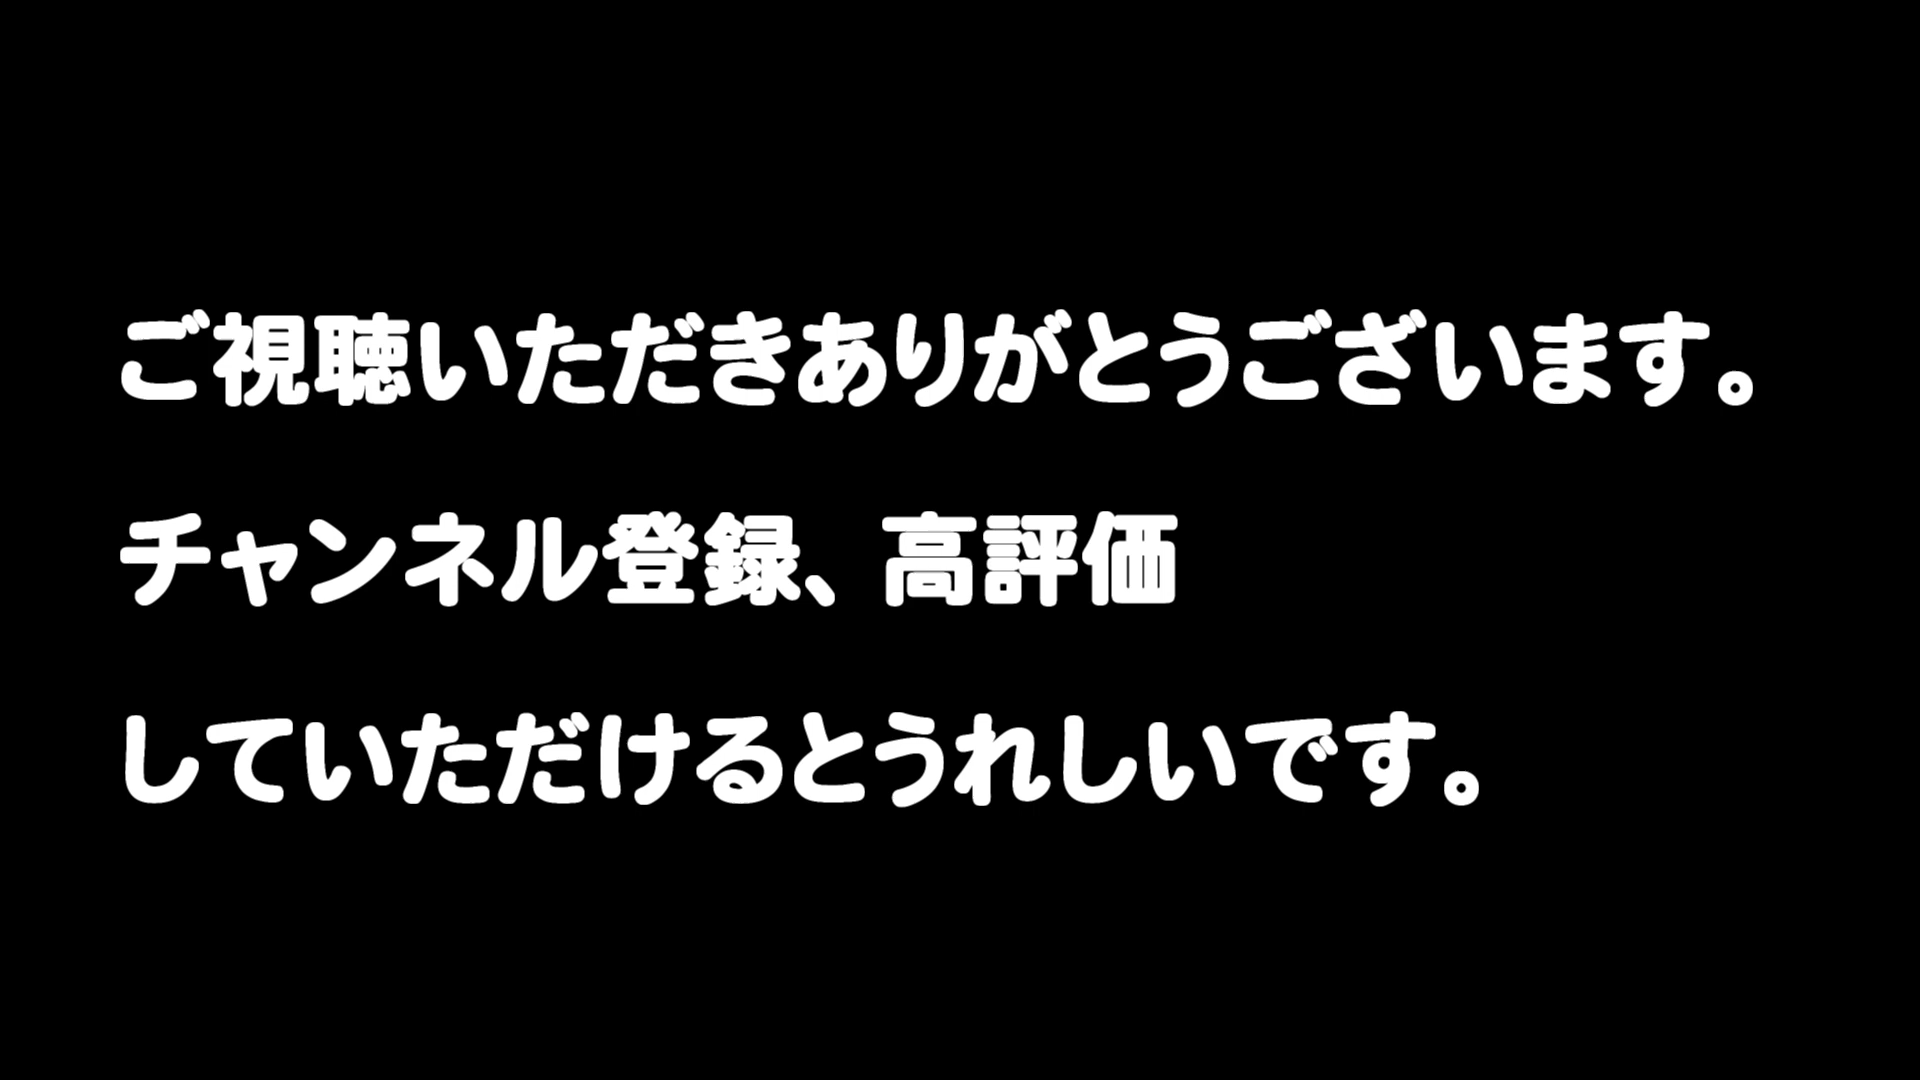 ご視聴いただきありがとうございます。
チャンネル登録、高評価
していただけるとうれしいです。